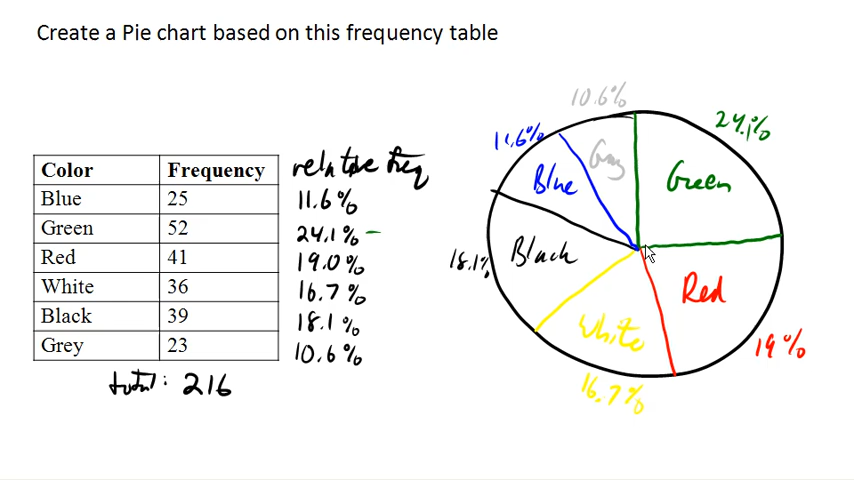 Create a Pie chart based on this frequency table
Color Frequency relative freq
Blue 25 11.6%
Green 52 24.1%
Red 41 19.0%
White 36 16.7%
Black 39 18.1%
Grey 23 10.6%
total: 216
10.6%
24.1%
11.6%
Gray
Blue
Green
18.1%
Black
Red
White
19%
16.7%